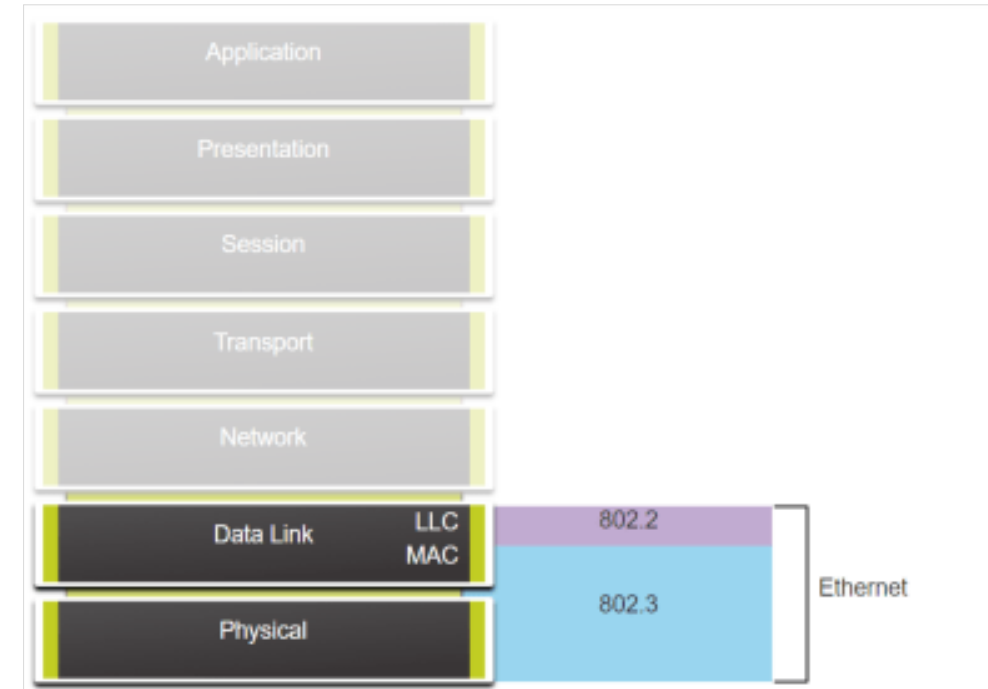 Application
Presentation
Session
Transport
Network
Data Link
LLC
MAC
802.2
802.3
Ethernet
Physical